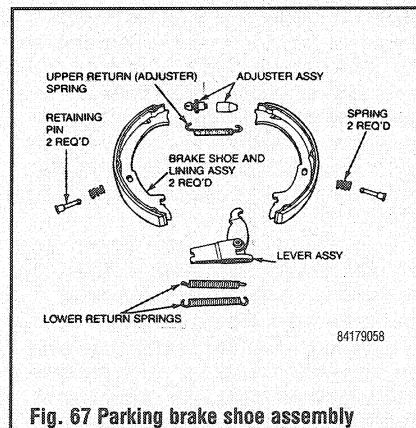 UPPER RETURN (ADJUSTER)
SPRING
ADJUSTER ASSY
RETAINING
PIN
2 REQ'D
SPRING
2 REQ'D
BRAKE SHOE AND
LINING ASSY
2 REQ'D
LEVER ASSY
LOWER RETURN SPRINGS
84179058
Fig. 67 Parking brake shoe assembly